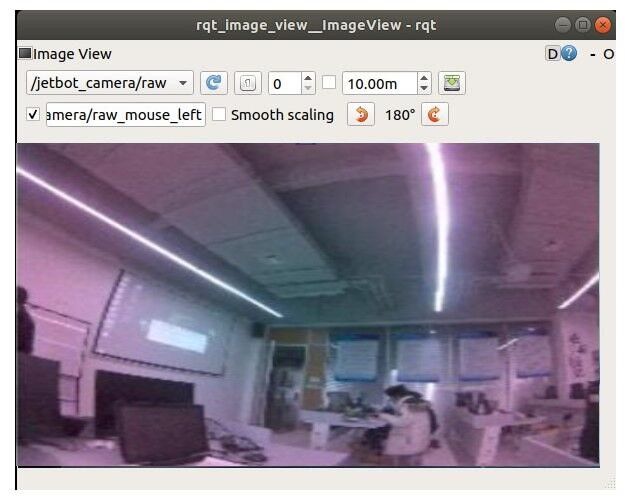 rqt_image_view__ImageView - rqt
Image View
D
- O
/jetbot_camera/raw
0
10.00m
amera/raw_mouse_left
Smooth scaling
180°